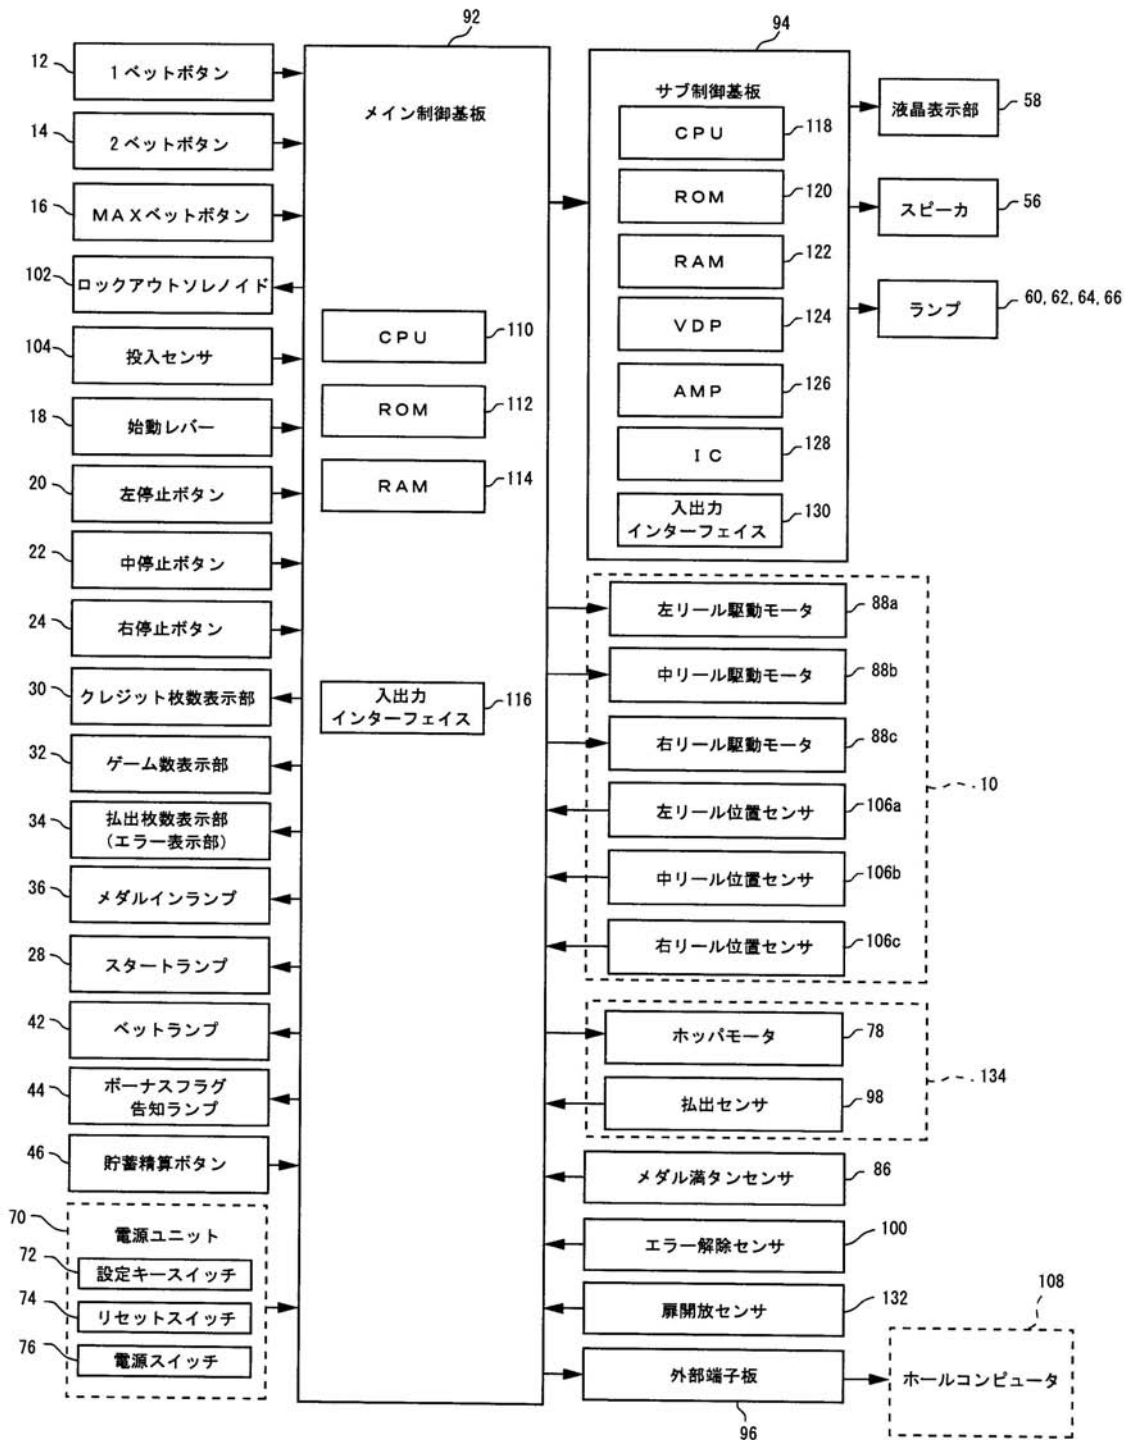 92
メイン制御基板
12
1ベットボタン
14
2ベットボタン
16
MAXベットボタン
102
ロックアウトソレノイド
104
投入センサ
18
始動レバー
20
左停止ボタン
22
中停止ボタン
24
右停止ボタン
30
クレジット枚数表示部
32
ゲーム数表示部
34
払出枚数表示部
(エラー表示部)
36
メダルインランプ
28
スタートランプ
42
ベットランプ
44
ボーナスフラグ
告知ランプ
46
貯蓄精算ボタン
70
電源ユニット
72
設定キースイッチ
74
リセットスイッチ
76
電源スイッチ
CPU
110
ROM
112
RAM
114
入出力
インターフェイス
116
94
サブ制御基板
CPU
118
ROM
120
RAM
122
VDP
124
AMP
126
IC
128
入出力
インターフェイス
130
液晶表示部
58
スピーカ
56
ランプ
60, 62, 64, 66
左リール駆動モータ
88a
中リール駆動モータ
88b
右リール駆動モータ
88c
左リール位置センサ
106a
中リール位置センサ
106b
右リール位置センサ
106c
10
ホッパモータ
78
払出センサ
98
134
メダル満タンセンサ
86
エラー解除センサ
100
扉開放センサ
132
外部端子板
96
108
ホールコンピュータ